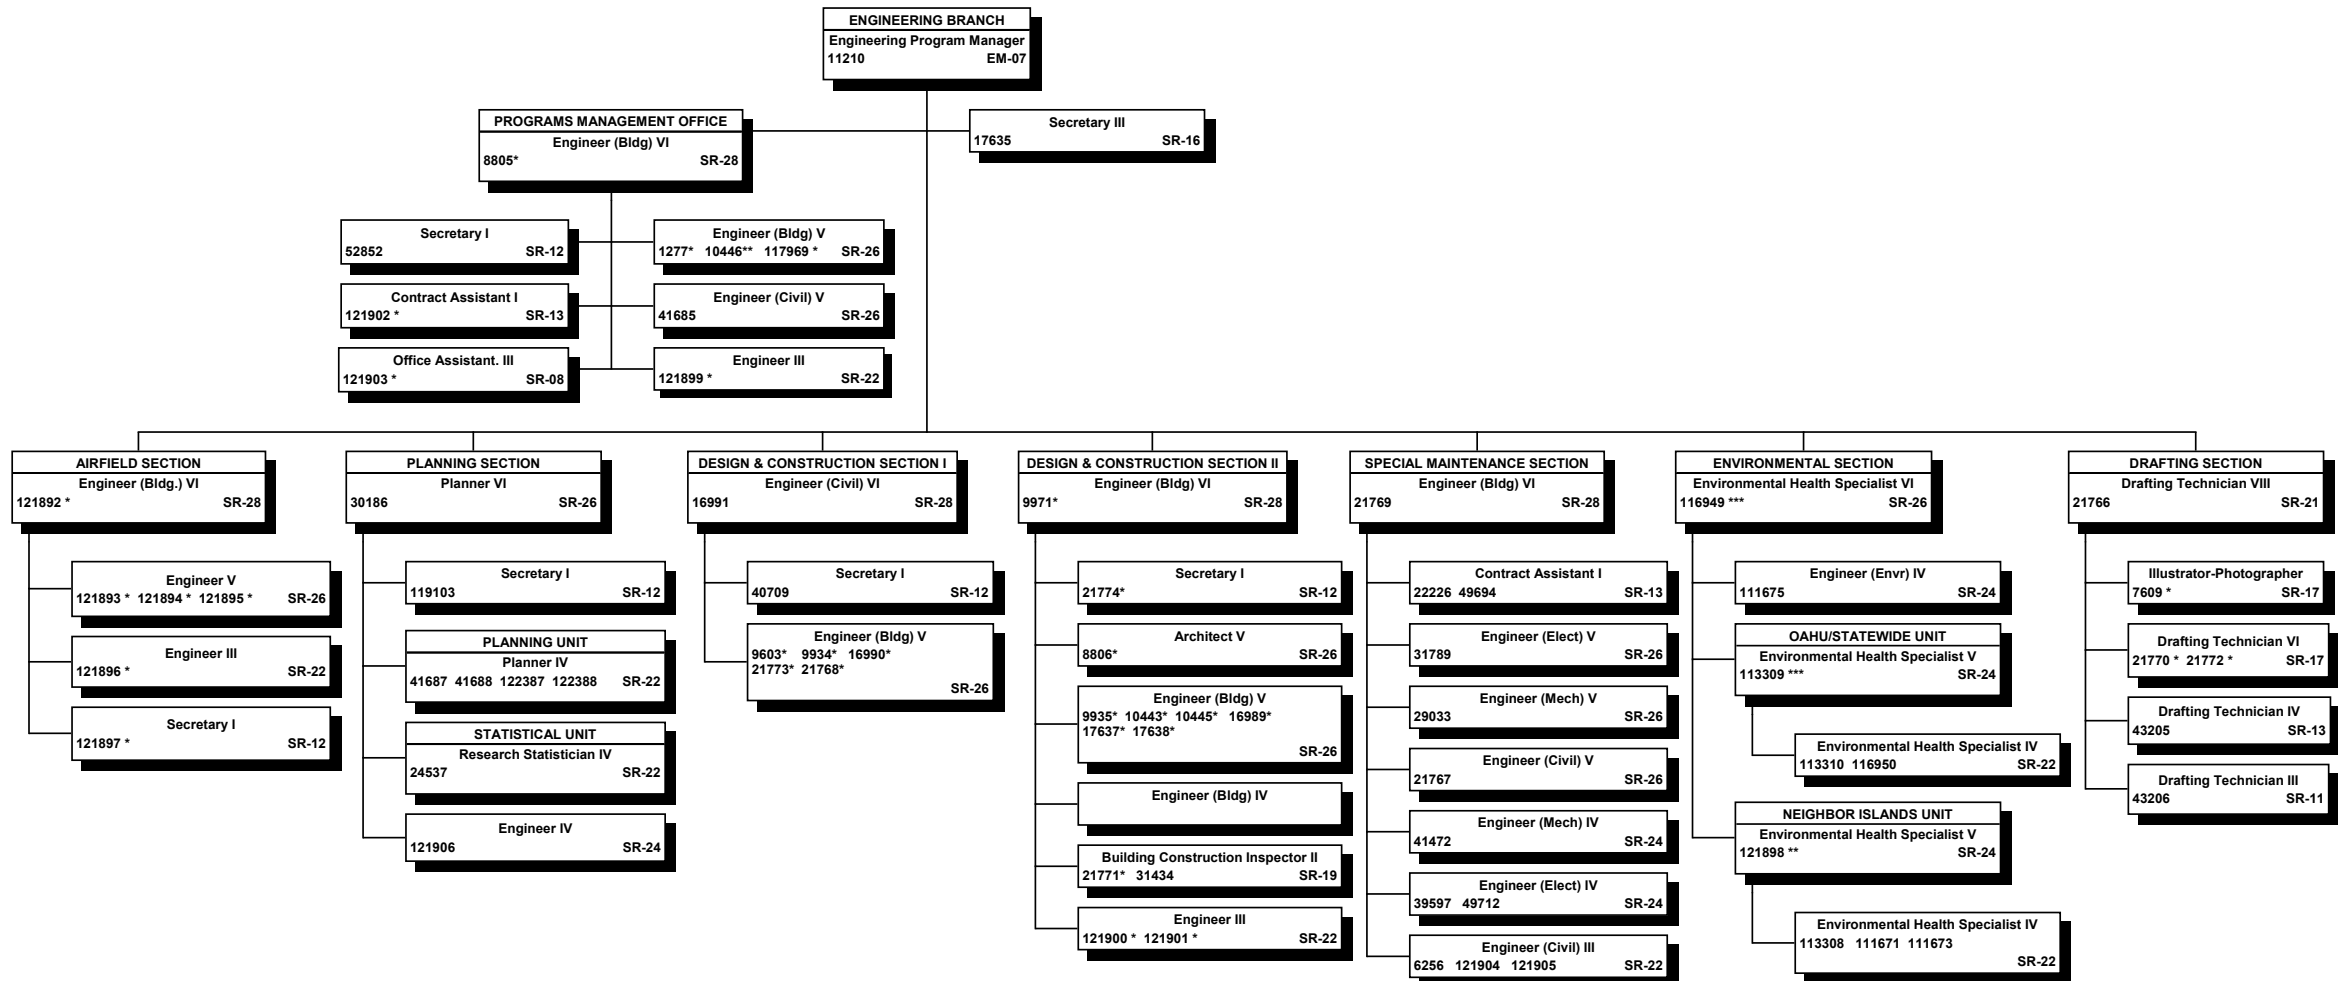 ENGINEERING BRANCH
Engineering Program Manager
11210 EM-07
PROGRAMS MANAGEMENT OFFICE
Engineer (Bldg) VI
8805* SR-28
Secretary III
17635 SR-16
Secretary I
52852 SR-12
Engineer (Bldg) V
1277* 10446** 117969 * SR-26
Contract Assistant I
121902 * SR-13
Engineer (Civil) V
41685 SR-26
Office Assistant. III
121903 * SR-08
Engineer III
121899 * SR-22
AIRFIELD SECTION
Engineer (Bldg.) VI
121892 * SR-28
Engineer V
121893 * 121894 * 121895 * SR-26
Engineer III
121896 * SR-22
Secretary I
121897 * SR-12
PLANNING SECTION
Planner VI
30186 SR-26
Secretary I
119103 SR-12
PLANNING UNIT
Planner IV
41687 41688 122387 122388 SR-22
STATISTICAL UNIT
Research Statistician IV
24537 SR-22
Engineer IV
121906 SR-24
DESIGN & CONSTRUCTION SECTION I
Engineer (Civil) VI
16991 SR-28
Secretary I
40709 SR-12
Engineer (Bldg) V
9603* 9934* 16990*
21773* 21768*
SR-26
DESIGN & CONSTRUCTION SECTION II
Engineer (Bldg) VI
9971* SR-28
Secretary I
21774* SR-12
Architect V
8806* SR-26
Engineer (Bldg) V
9935* 10443* 10445* 16989*
17637* 17638*
SR-26
Engineer (Bldg) IV
Building Construction Inspector II
21771* 31434 SR-19
Engineer III
121900 * 121901 * SR-22
SPECIAL MAINTENANCE SECTION
Engineer (Bldg) VI
21769 SR-28
Contract Assistant I
22226 49694 SR-13
Engineer (Elect) V
31789 SR-26
Engineer (Mech) V
29033 SR-26
Engineer (Civil) V
21767 SR-26
Engineer (Mech) IV
41472 SR-24
Engineer (Elect) IV
39597 49712 SR-24
Engineer (Civil) III
6256 121904 121905 SR-22
ENVIRONMENTAL SECTION
Environmental Health Specialist VI
116949 *** SR-26
Engineer (Envr) IV
111675 SR-24
OAHU/STATEWIDE UNIT
Environmental Health Specialist V
113309 *** SR-24
Environmental Health Specialist IV
113310 116950 SR-22
NEIGHBOR ISLANDS UNIT
Environmental Health Specialist V
121898 ** SR-24
Environmental Health Specialist IV
113308 111671 111673
SR-22
DRAFTING SECTION
Drafting Technician VIII
21766 SR-21
Illustrator-Photographer
7609 * SR-17
Drafting Technician VI
21770 * 21772 * SR-17
Drafting Technician IV
43205 SR-13
Drafting Technician III
43206 SR-11